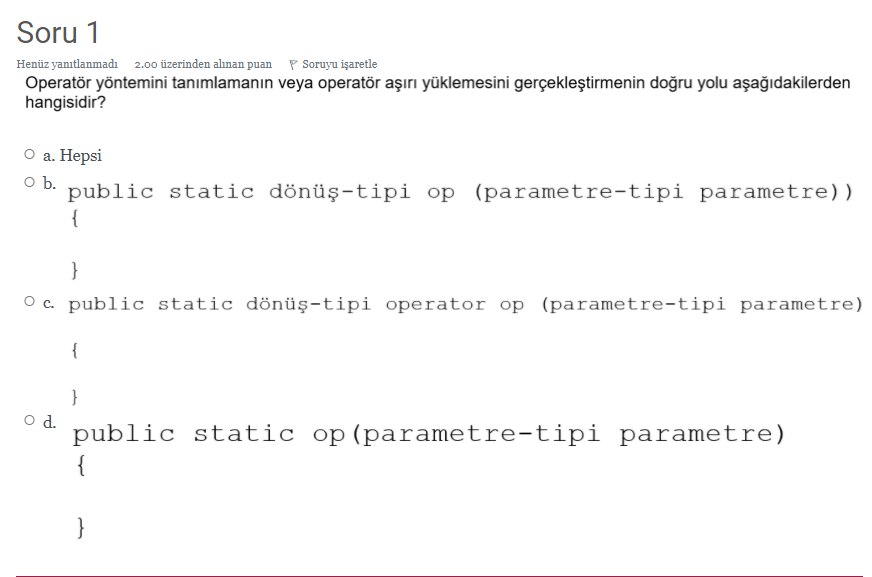 Soru 1
Henüz yanıtlanmadı 2.00 üzerinden alınan puan Soruyu işaretle
Operatör yöntemini tanımlamanın veya operatör aşırı yüklemesini gerçekleştirmenin doğru yolu aşağıdakilerden
hangisidir?
a. Hepsi
b. public static dönüş-tipi op (parametre-tipi parametre))
{
}
c. public static dönüş-tipi operator op (parametre-tipi parametre)
{
}
d. public static op(parametre-tipi parametre)
{
}